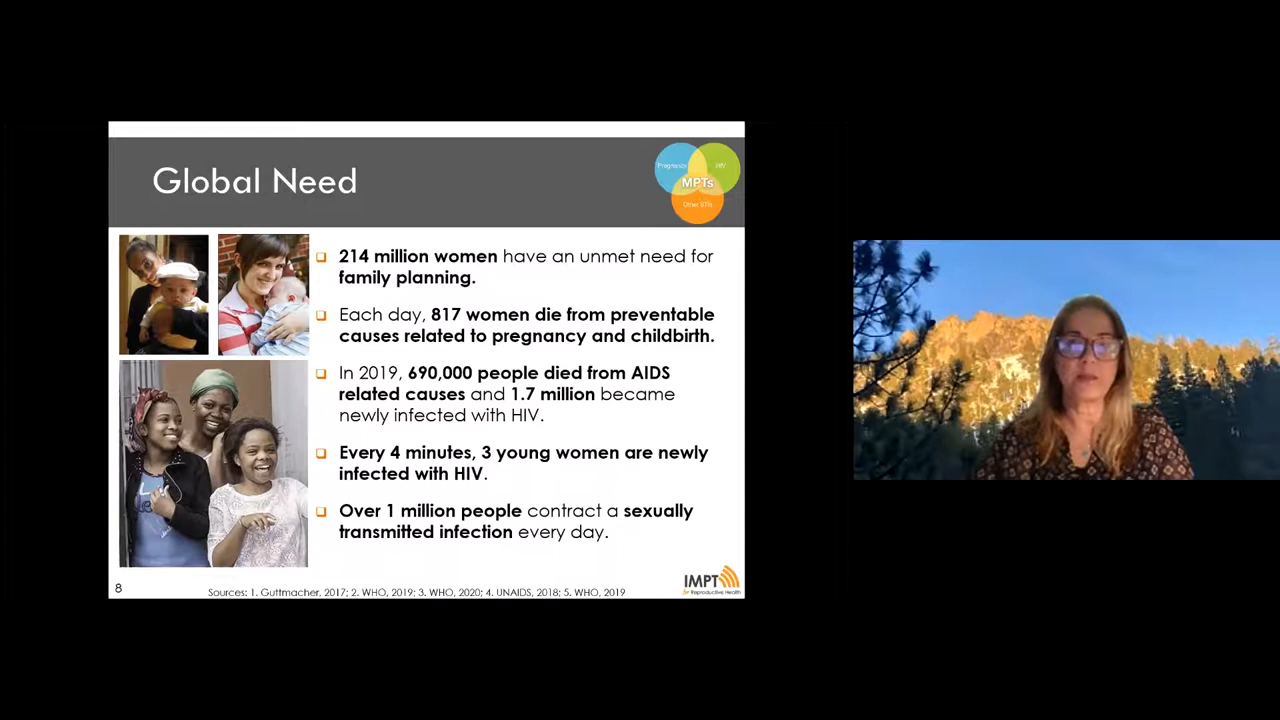 Global Need
Pregnancy
HIV
MPTs
Other STIs
❑ 214 million women have an unmet need for
family planning.
❑ Each day, 817 women die from preventable
causes related to pregnancy and childbirth.
❑ In 2019, 690,000 people died from AIDS
related causes and 1.7 million became
newly infected with HIV.
❑ Every 4 minutes, 3 young women are newly
infected with HIV.
❑ Over 1 million people contract a sexually
transmitted infection every day.
8
Sources: 1. Guttmacher, 2017; 2. WHO, 2019; 3. WHO, 2020; 4. UNAIDS, 2018; 5. WHO, 2019
IMPT
for Reproductive Health